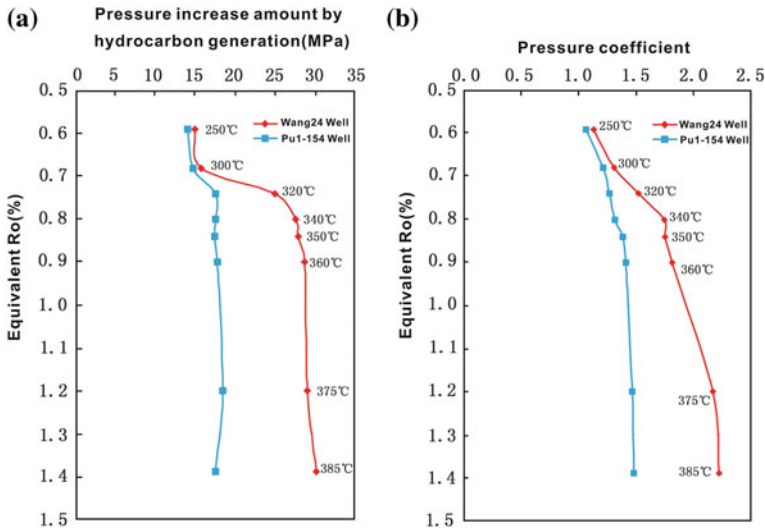 (a)
Pressure increase amount by
hydrocarbon generation(MPa)
0 5 10 15 20 25 30 35
0.5
0.6
0.7
0.8
0.9
1.0
1.1
1.2
1.3
1.4
1.5
Equivalent Ro(%)
Wang24 Well
Pu1-154 Well
250℃
300℃
320℃
340℃
350℃
360℃
375℃
385℃
(b)
Pressure coefficient
0.0 0.5 1.0 1.5 2.0 2.5
0.5
0.6
0.7
0.8
0.9
1.0
1.1
1.2
1.3
1.4
1.5
Equivalent Ro(%)
Wang24 Well
Pu1-154 Well
250℃
300℃
320℃
340℃
350℃
360℃
375℃
385℃